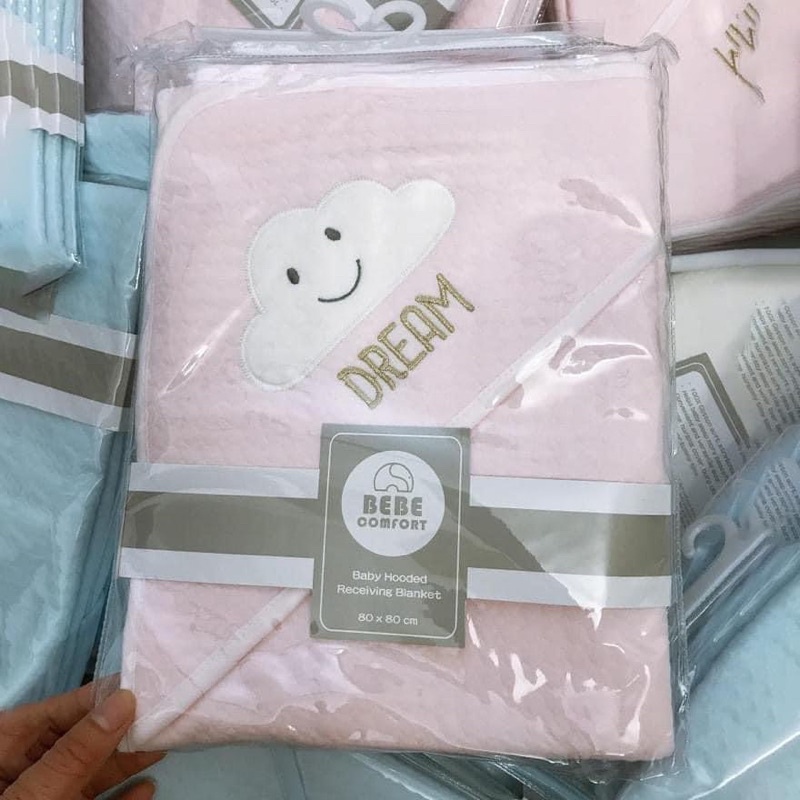 DREAM
BEBE
COMFORT
Baby Hooded
Receiving Blanket
80 x 80 cm